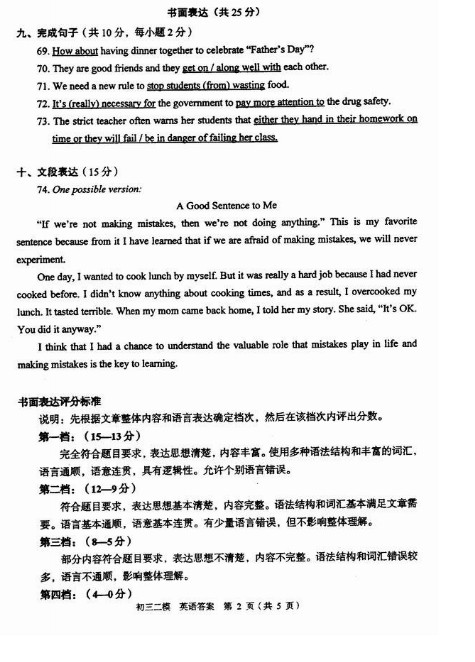 书面表达（共 25 分）
九、完成句子（共 10 分，每小题 2 分）
69. How about having dinner together to celebrate “Father’s Day”?
70. They are good friends and they get on / along well with each other.
71. We need a new rule to stop students (from) wasting food.
72. It’s (really) necessary for the government to pay more attention to the drug safety.
73. The strict teacher often warns her students that either they hand in their homework on
time or they will fail / be in danger of failing her class.
十、文段表达（15 分）
74. One possible version:
A Good Sentence to Me
“If we’re not making mistakes, then we’re not doing anything.” This is my favorite
sentence because from it I have learned that if we are afraid of making mistakes, we will never
experiment.
One day, I wanted to cook lunch by myself. But it was really a hard job because I had never
cooked before. I didn’t know anything about cooking times, and as a result, I overcooked my
lunch. It tasted terrible. When my mom came back home, I told her my story. She said, “It’s OK.
You did it anyway.”
I think that I had a chance to understand the valuable role that mistakes play in life and
making mistakes is the key to learning.
书面表达评分标准
说明：先根据文章整体内容和语言表达确定档次，然后在该档次内评出分数。
第一档：（15—13 分）
完全符合题目要求，表达思想清楚，内容丰富。使用多种语法结构和丰富的词汇，
语言通顺，语意连贯，具有逻辑性。允许个别语言错误。
第二档：（12—9 分）
符合题目要求，表达思想基本清楚，内容完整。语法结构和词汇基本满足文章需
要。语言基本通顺，语意基本连贯。有少量语言错误，但不影响整体理解。
第三档：（8—5 分）
部分内容符合题目要求，表达思想不清楚，内容不完整。语法结构和词汇错误较
多，语言不通顺，影响整体理解。
第四档：（4—0 分）
初三二模 英语答案 第 2 页（共 5 页）